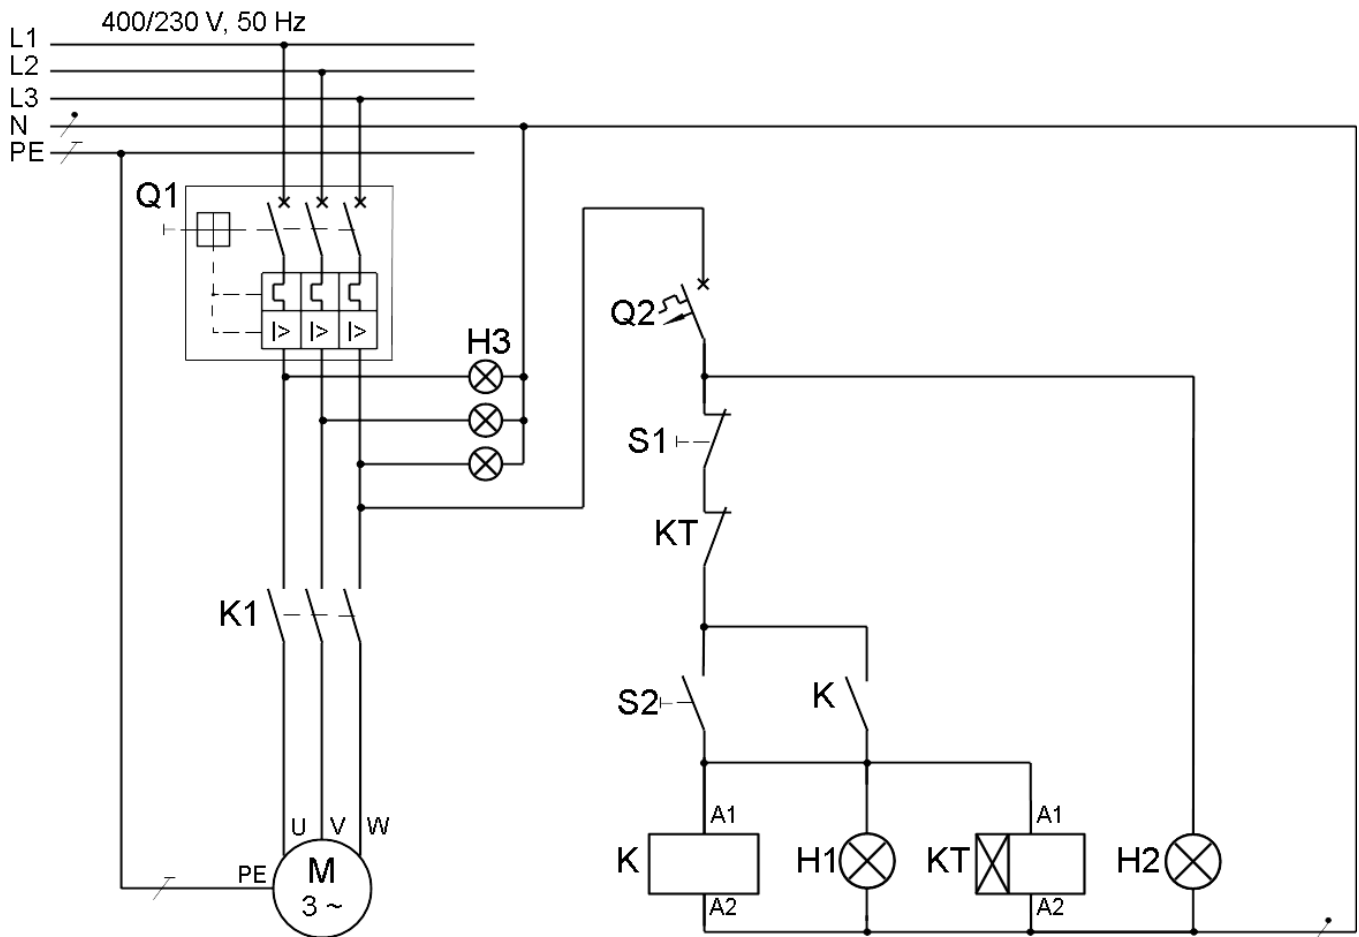 400/230 V, 50 Hz
L1
L2
L3
N
PE
Q1
I> I> I>
H3
Q2
S1
KT
K1
S2
K
U V W
PE
M
3 ~
K
A1
A2
H1
KT
A1
A2
H2